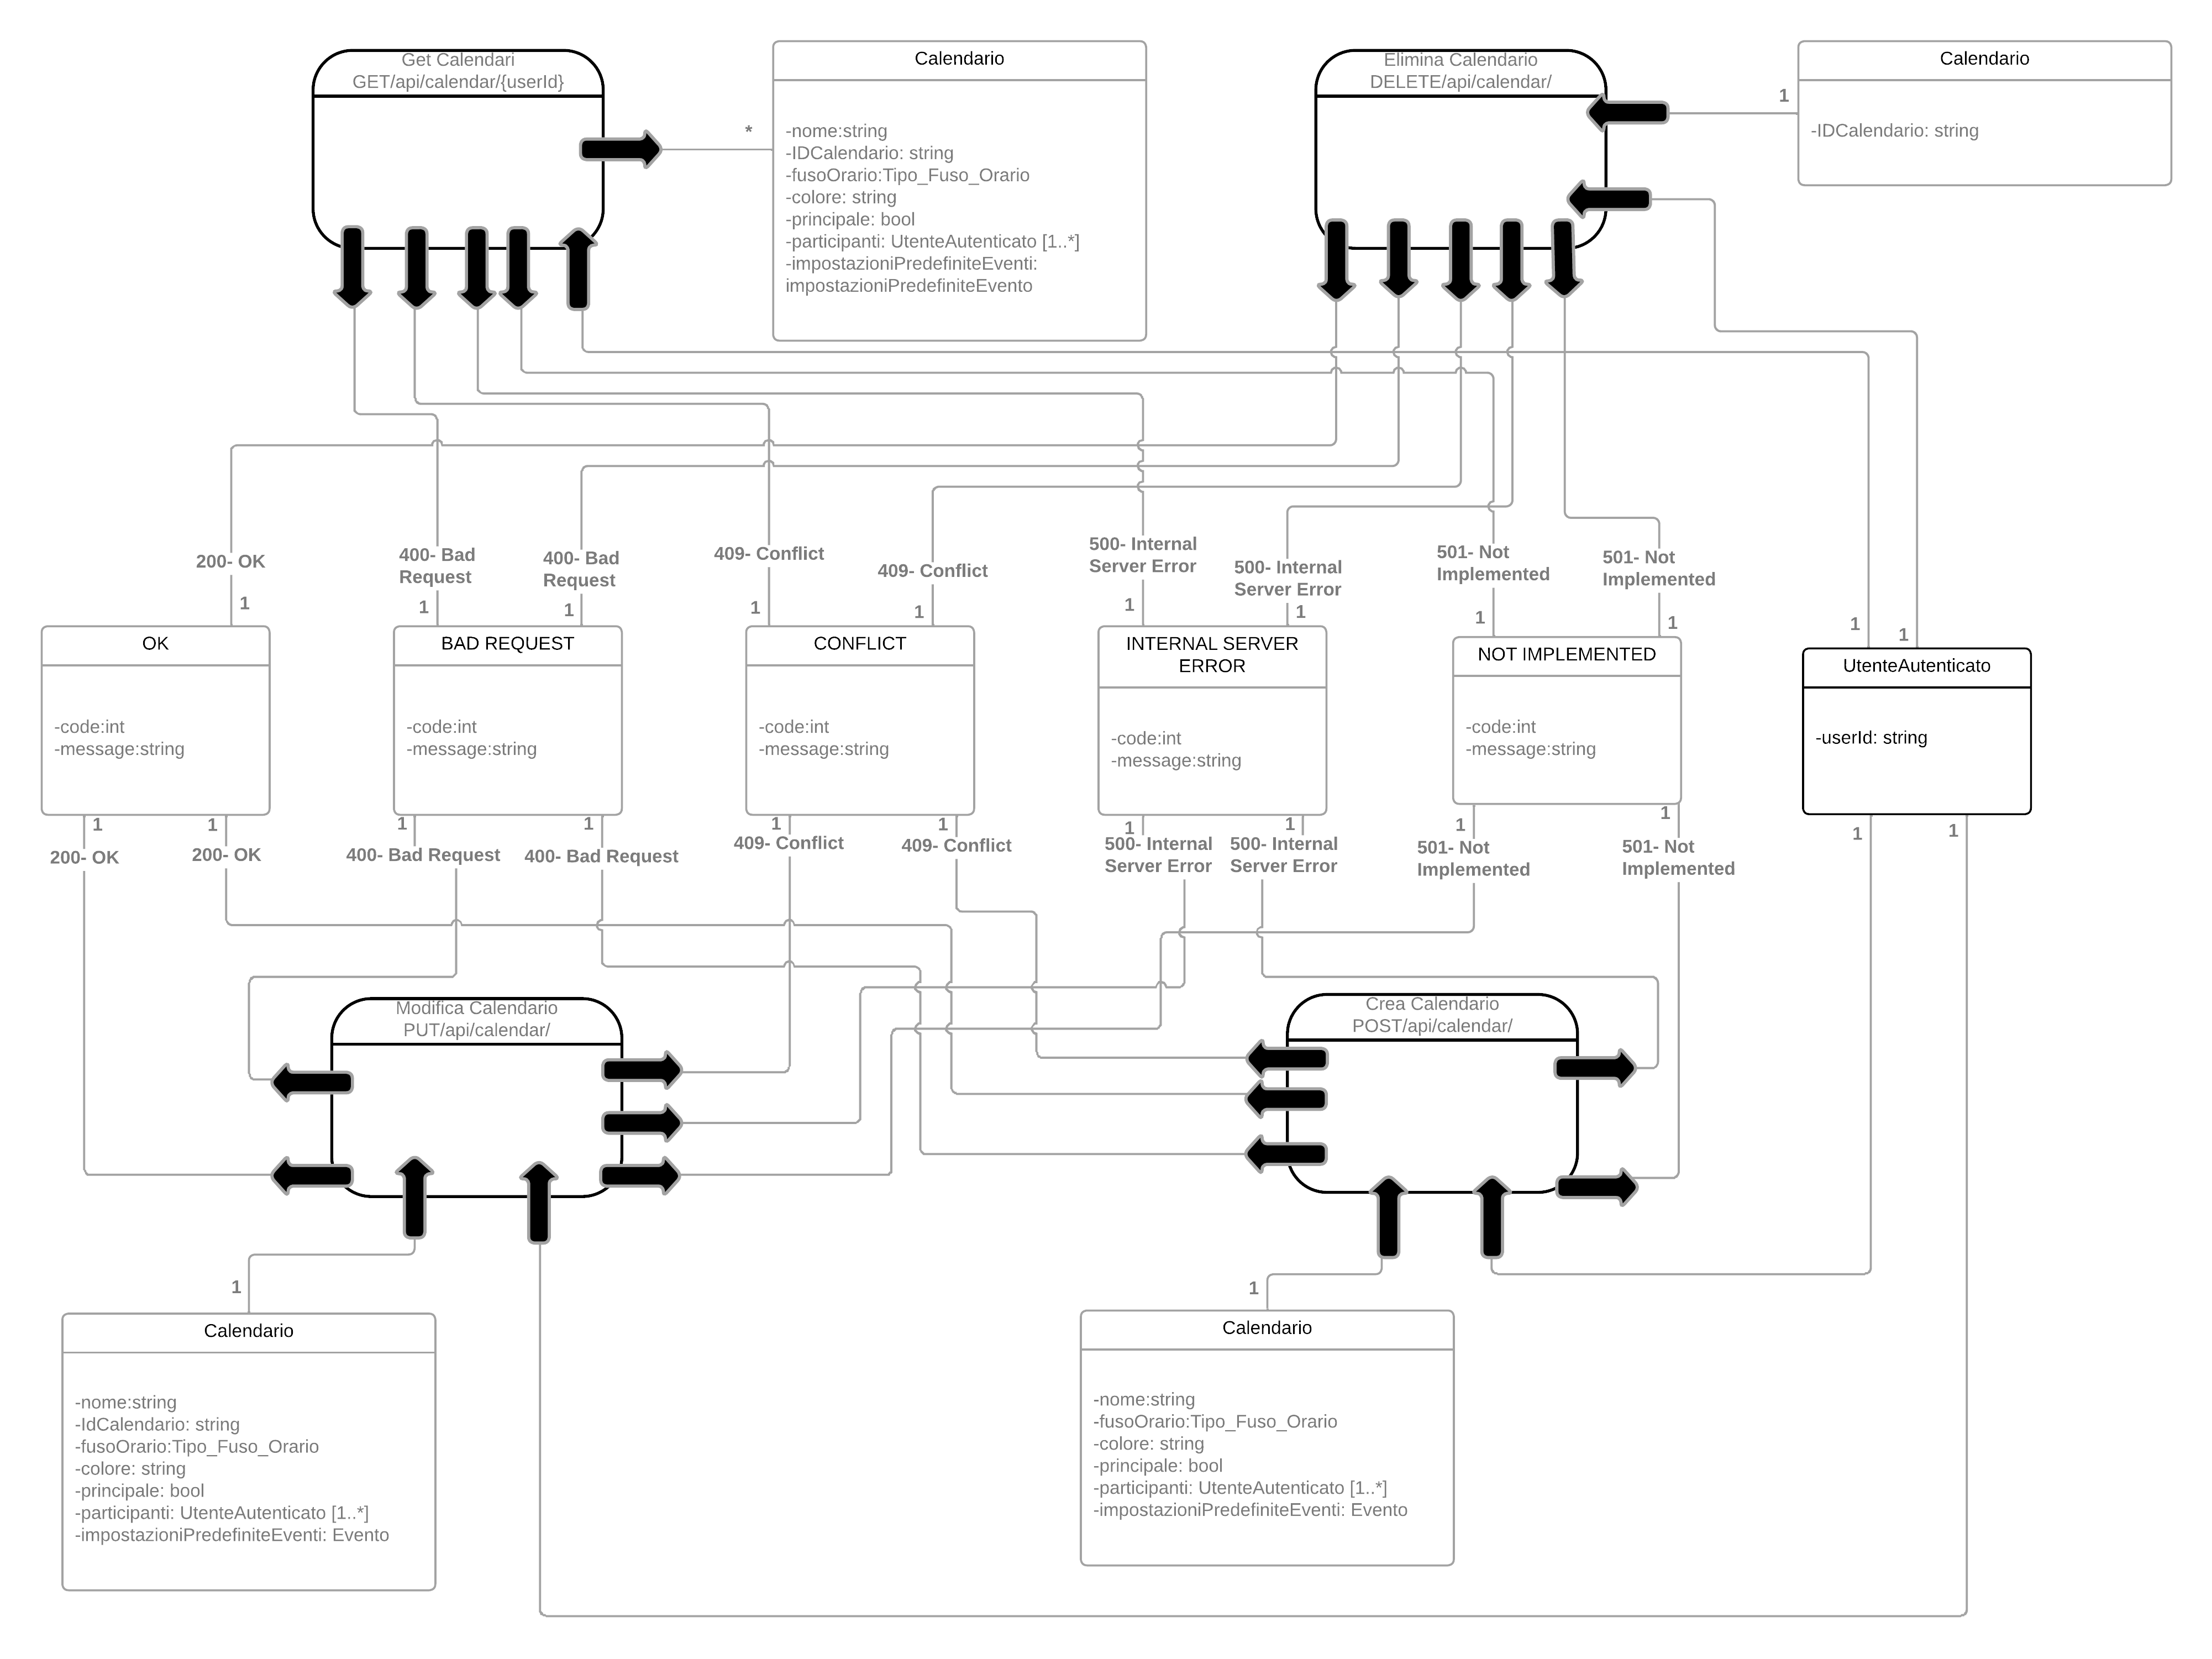 Get Calendari
GET/api/calendar/{userId}
Calendario
-nome:string
-IDCalendario: string
-fusoOrario:Tipo_Fuso_Orario
-colore: string
-principale: bool
-participanti: UtenteAutenticato [1..*]
-impostazioniPredefiniteEventi:
impostazioniPredefiniteEvento
*
Elimina Calendario
DELETE/api/calendar/
1
Calendario
-IDCalendario: string
200- OK
1
400- Bad
Request
1
400- Bad
Request
1
409- Conflict
1
409- Conflict
1
500- Internal
Server Error
1
500- Internal
Server Error
1
501- Not
Implemented
1
501- Not
Implemented
1
1
1
OK
-code:int
-message:string
BAD REQUEST
-code:int
-message:string
CONFLICT
-code:int
-message:string
INTERNAL SERVER
ERROR
-code:int
-message:string
NOT IMPLEMENTED
-code:int
-message:string
UtenteAutenticato
-userId: string
1
200- OK
1
200- OK
1
400- Bad Request
1
400- Bad Request
1
409- Conflict
1
409- Conflict
1
500- Internal
Server Error
1
500- Internal
Server Error
1
501- Not
Implemented
1
501- Not
Implemented
1
1
Modifica Calendario
PUT/api/calendar/
Crea Calendario
POST/api/calendar/
1
Calendario
-nome:string
-IdCalendario: string
-fusoOrario:Tipo_Fuso_Orario
-colore: string
-principale: bool
-participanti: UtenteAutenticato [1..*]
-impostazioniPredefiniteEventi: Evento
1
Calendario
-nome:string
-fusoOrario:Tipo_Fuso_Orario
-colore: string
-principale: bool
-participanti: UtenteAutenticato [1..*]
-impostazioniPredefiniteEventi: Evento